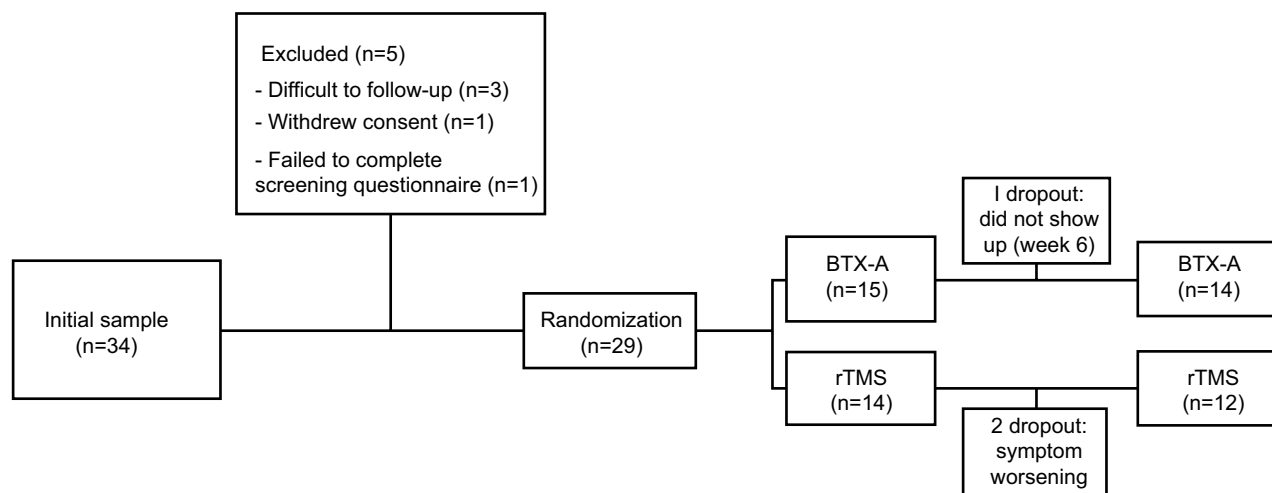 Excluded (n=5)
- Difficult to follow-up (n=3)
- Withdrew consent (n=1)
- Failed to complete
screening questionnaire (n=1)
Initial sample
(n=34)
Randomization
(n=29)
BTX-A
(n=15)
I dropout:
did not show
up (week 6)
BTX-A
(n=14)
rTMS
(n=14)
2 dropout:
symptom
worsening
rTMS
(n=12)